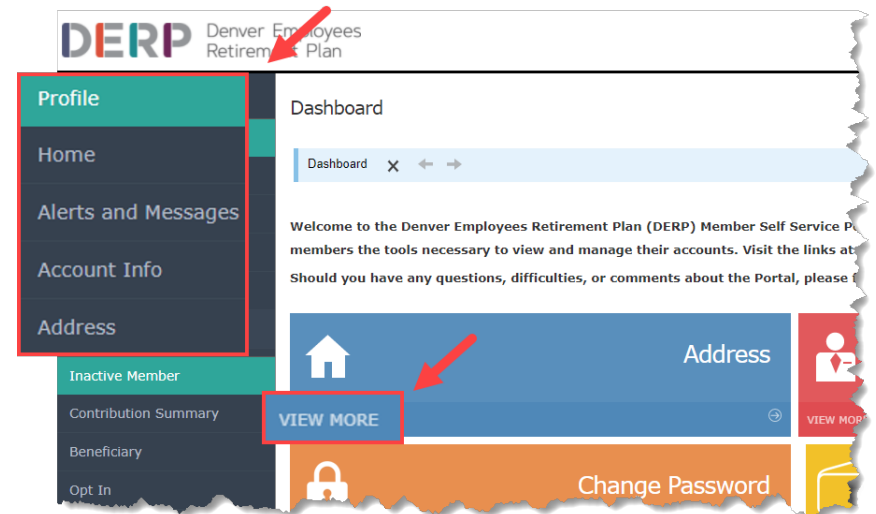 DERP Denver Employees
Retirement Plan
Profile
Home
Alerts and Messages
Account Info
Address
Inactive Member
Contribution Summary
Beneficiary
Opt In
Dashboard
Dashboard
Welcome to the Denver Employees Retirement Plan (DERP) Member Self Service
members the tools necessary to view and manage their accounts. Visit the links at
Should you have any questions, difficulties, or comments about the Portal, please
Address
VIEW MORE
VIEW MORE
Change Password